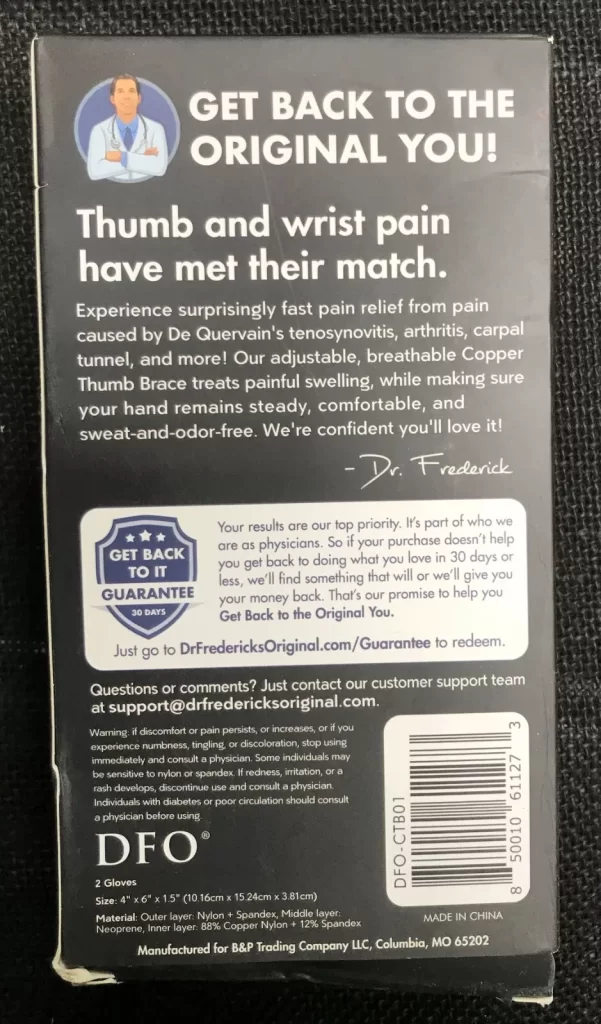 GET BACK TO THE
ORIGINAL YOU!
Thumb and wrist pain
have met their match.
Experience surprisingly fast pain relief from pain
caused by De Quervain's tenosynovitis, arthritis, carpal
tunnel, and more! Our adjustable, breathable Copper
Thumb Brace treats painful swelling, while making sure
your hand remains steady, comfortable, and
sweat-and-odor-free. We're confident you'll love it!
- Dr. Frederick
GET BACK
TO IT
GUARANTEE
30 DAYS
Your results are our top priority. It's part of who we
are as physicians. So if your purchase doesn't help
you get back to doing what you love in 30 days or
less, we'll find something that will or we'll give you
your money back. That's our promise to help you
Get Back to the Original You.
Just go to DrFredericksOriginal.com/Guarantee to redeem.
Questions or comments? Just contact our customer support team
at support@drfredericksoriginal.com.
Warning: if discomfort or pain persists, or increases, or if you
experience numbness, tingling, or discoloration, stop using
immediately and consult a physician. Some individuals may
be sensitive to nylon or spandex. If redness, irritation, or a
rash develops, discontinue use and consult a physician.
Individuals with diabetes or poor circulation should consult
a physician before using.
DFO®
2 Gloves
Size: 4" x 6" x 1.5" (10.16cm x 15.24cm x 3.81cm)
Material: Outer layer: Nylon + Spandex, Middle layer:
Neoprene, Inner layer: 88% Copper Nylon + 12% Spandex
DFO-CTB01
8 50010 61127 3
MADE IN CHINA
Manufactured for B&P Trading Company LLC, Columbia, MO 65202